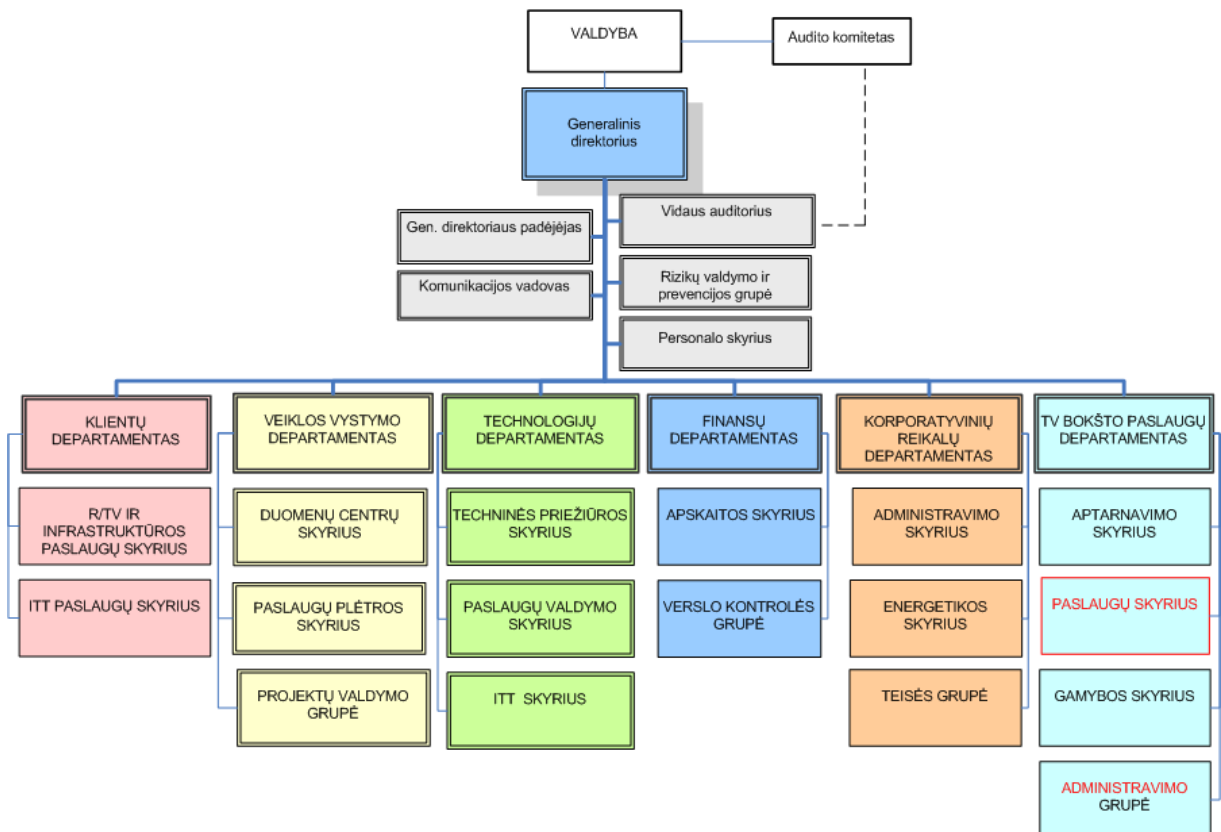 VALDYBA
Audito komitetas
Generalinis
direktorius
Gen. direktoriaus padėjėjas
Vidaus auditorius
Komunikacijos vadovas
Rizikų valdymo ir
prevencijos grupė
Personalo skyrius
KLIENTŲ
DEPARTAMENTAS
R/TV IR
INFRASTRUKTŪROS
PASLAUGŲ SKYRIUS
ITT PASLAUGŲ SKYRIUS
VEIKLOS VYSTYMO
DEPARTAMENTAS
DUOMENŲ CENTRŲ
SKYRIUS
PASLAUGŲ PLĖTROS
SKYRIUS
PROJEKTŲ VALDYMO
GRUPĖ
TECHNOLOGIJŲ
DEPARTAMENTAS
TECHNINĖS PRIEŽIŪROS
SKYRIUS
PASLAUGŲ VALDYMO
SKYRIUS
ITT SKYRIUS
FINANSŲ
DEPARTAMENTAS
APSKAITOS SKYRIUS
VERSLO KONTROLĖS
GRUPĖ
KORPORATYVINIŲ
REIKALŲ
DEPARTAMENTAS
ADMINISTRAVIMO
SKYRIUS
ENERGETIKOS
SKYRIUS
TEISĖS GRUPĖ
TV BOKŠTO PASLAUGŲ
DEPARTAMENTAS
APTARNAVIMO
SKYRIUS
PASLAUGŲ SKYRIUS
GAMYBOS SKYRIUS
ADMINISTRAVIMO
GRUPĖ